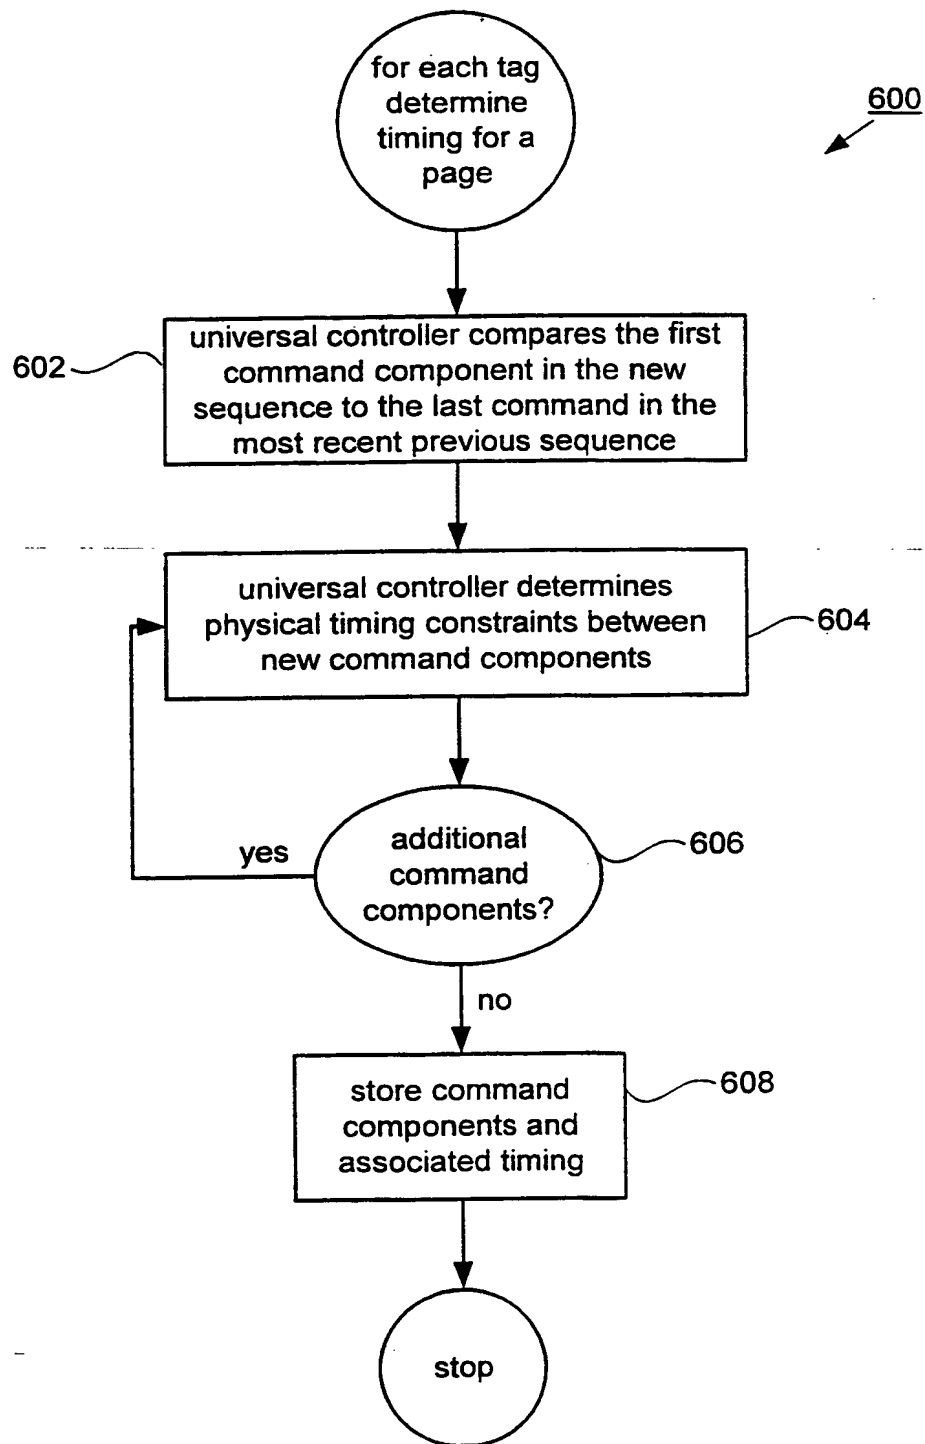 for each tag
determine
timing for a
page
600
universal controller compares the first
command component in the new
sequence to the last command in the
most recent previous sequence
602
universal controller determines
physical timing constraints between
new command components
604
additional
command
components?
606
yes
no
store command
components and
associated timing
608
stop